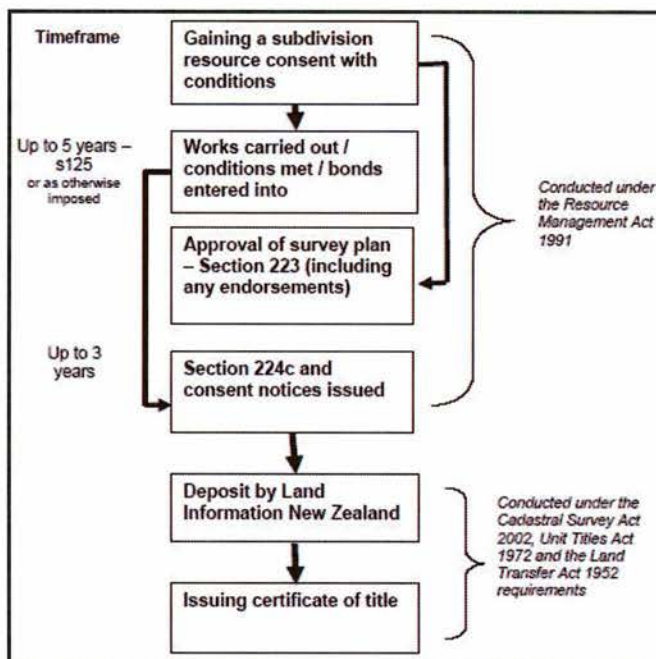 Timeframe
Gaining a subdivision
resource consent with
conditions
Up to 5 years –
s125
or as otherwise
imposed
Works carried out /
conditions met / bonds
entered into
Conducted under
the Resource
Management Act
1991
Approval of survey plan
– Section 223 (including
any endorsements)
Up to 3
years
Section 224c and
consent notices issued
Deposit by Land
Information New Zealand
Conducted under the
Cadastral Survey Act
2002, Unit Titles Act
1972 and the Land
Transfer Act 1952
requirements
Issuing certificate of title